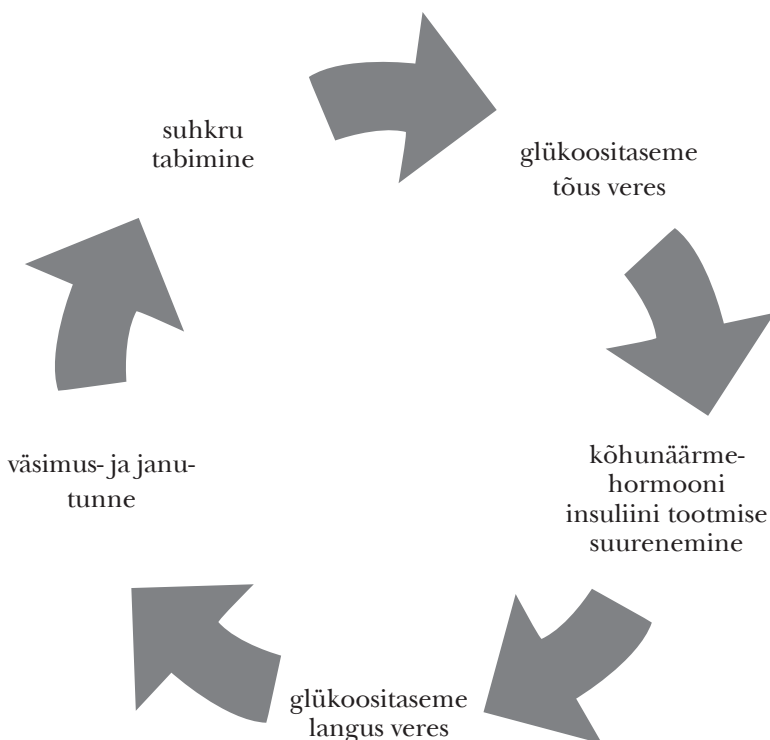 suhkru
tabimine
glükoositaseme
tõus veres
kõhunäärme-
hormooni
insuliini tootmise
suurenemine
glükoositaseme
langus veres
väsimus- ja janu-
tunne